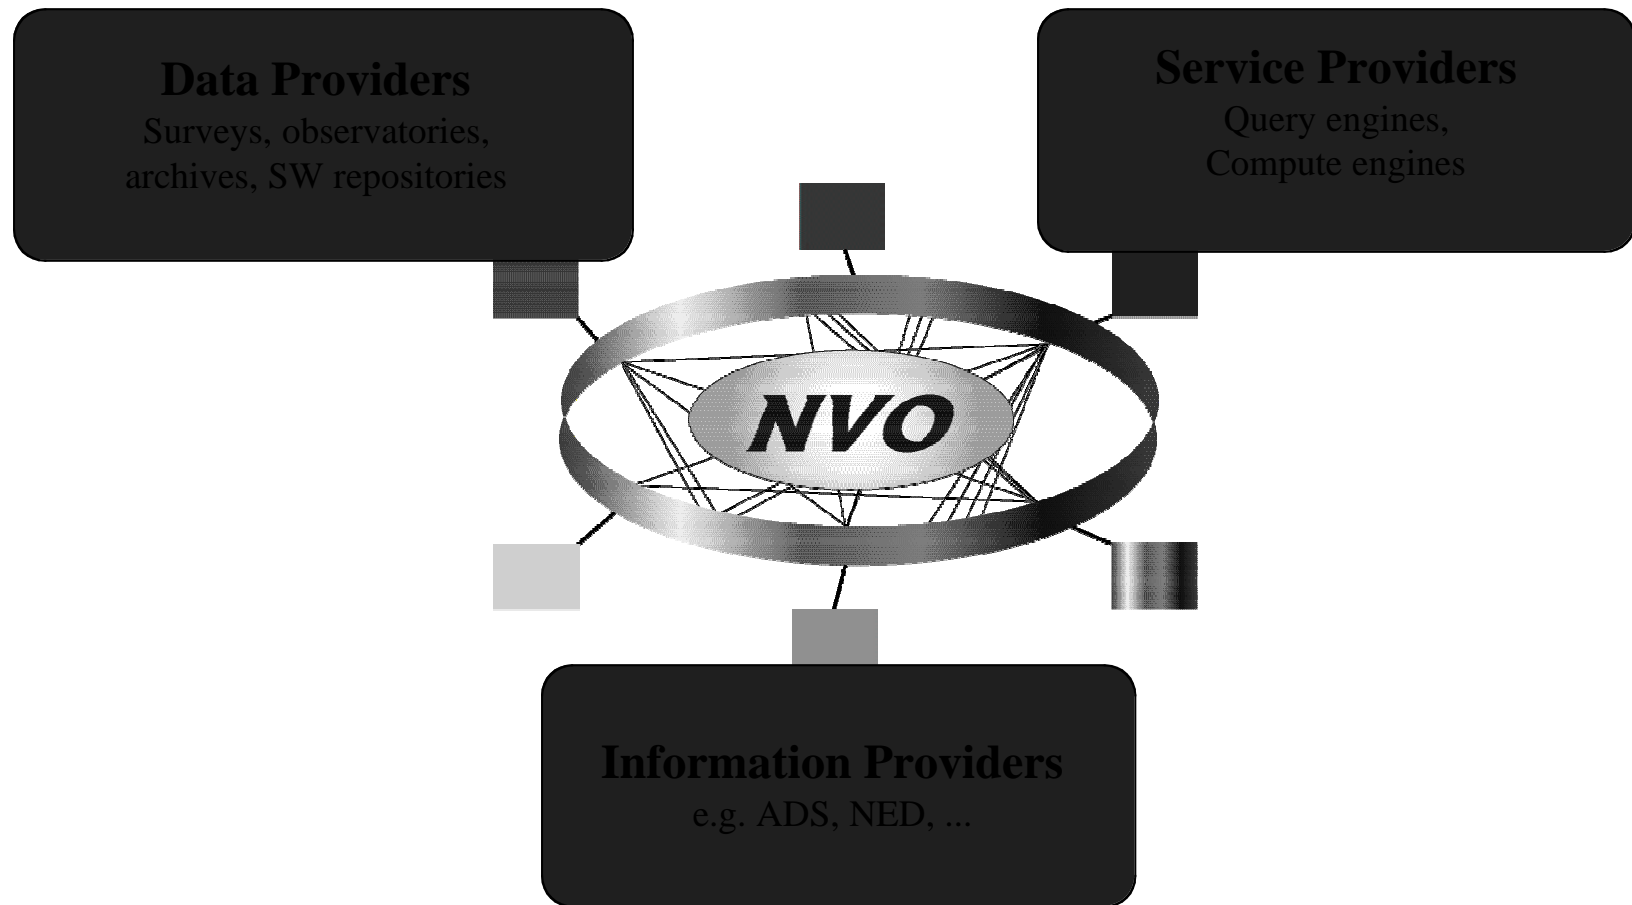 Data Providers
Surveys, observatories,
archives, SW repositories
Service Providers
Query engines,
Compute engines
NVO
Information Providers
e.g. ADS, NED, ...